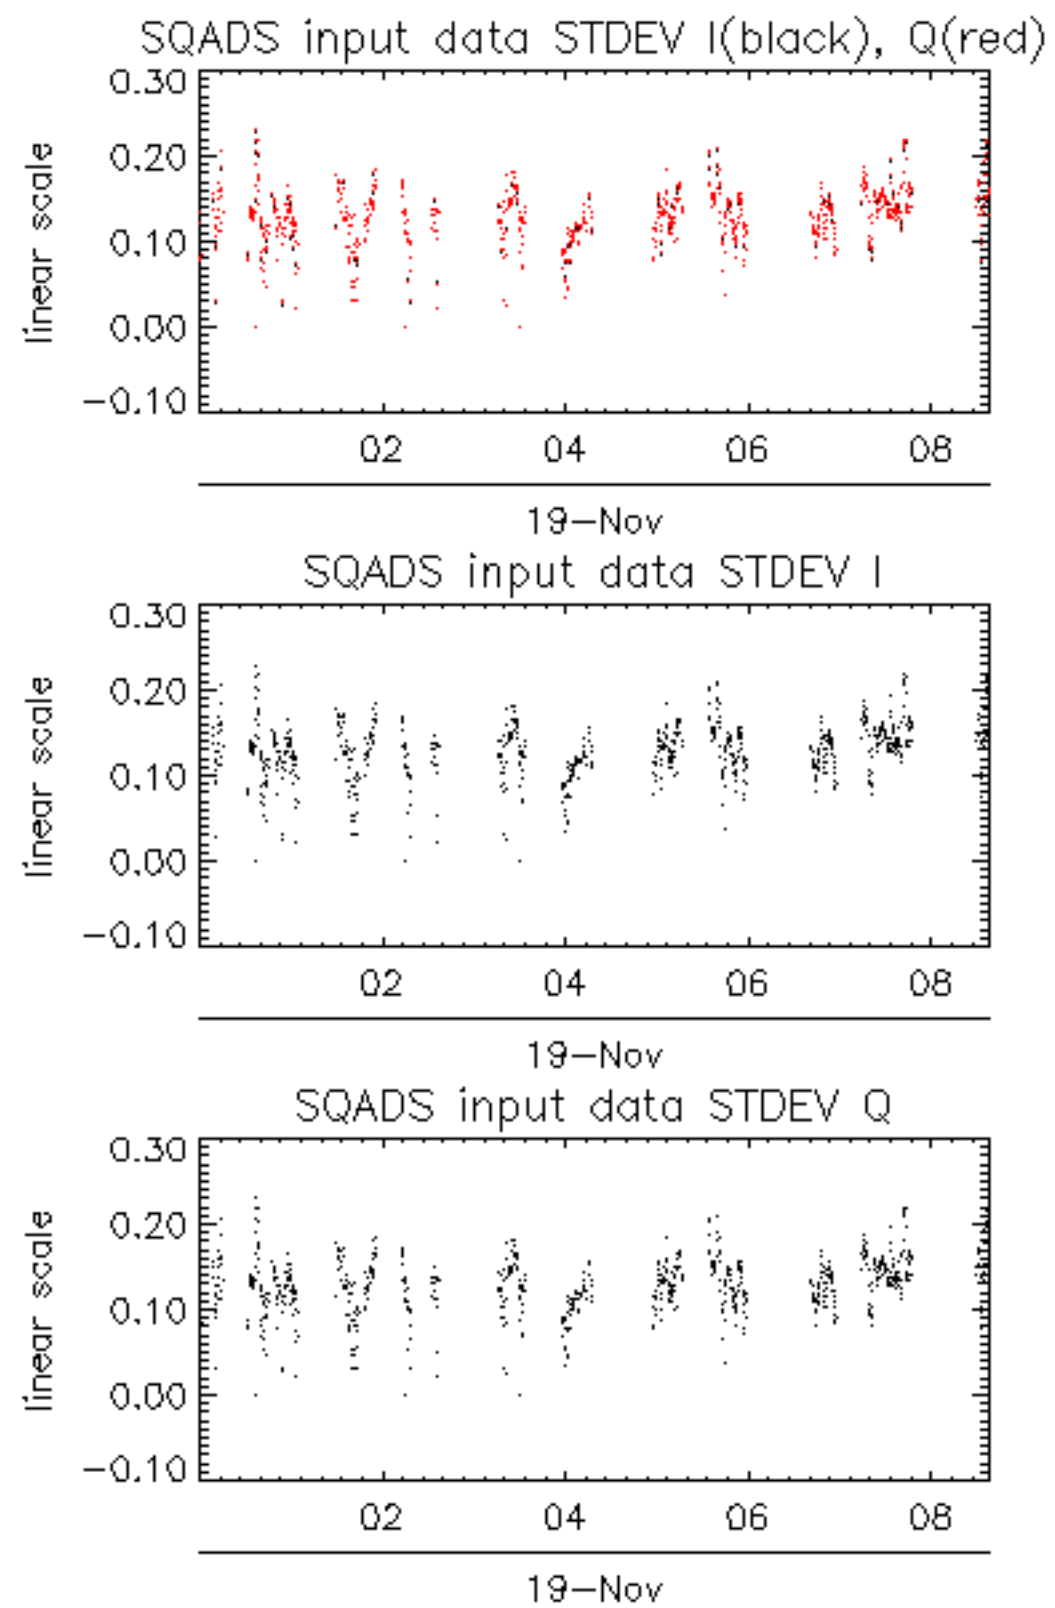 SQADS input data STDEV I(black), Q(red)
0.30
0.20
0.10
0.00
−0.10
linear scale
02 04 06 08
19−Nov
SQADS input data STDEV I
0.30
0.20
0.10
0.00
−0.10
linear scale
02 04 06 08
19−Nov
SQADS input data STDEV Q
0.30
0.20
0.10
0.00
−0.10
linear scale
02 04 06 08
19−Nov